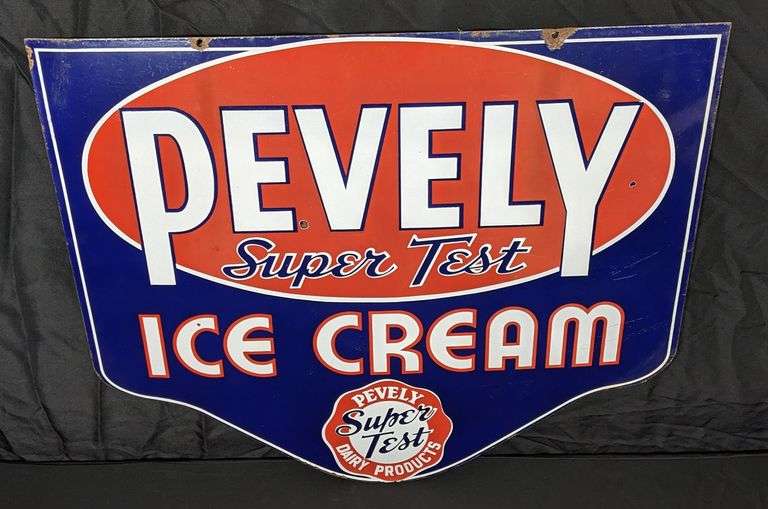 PEVELY
Super Test
ICE CREAM
PEVELY
Super
Test
DAIRY PRODUCTS